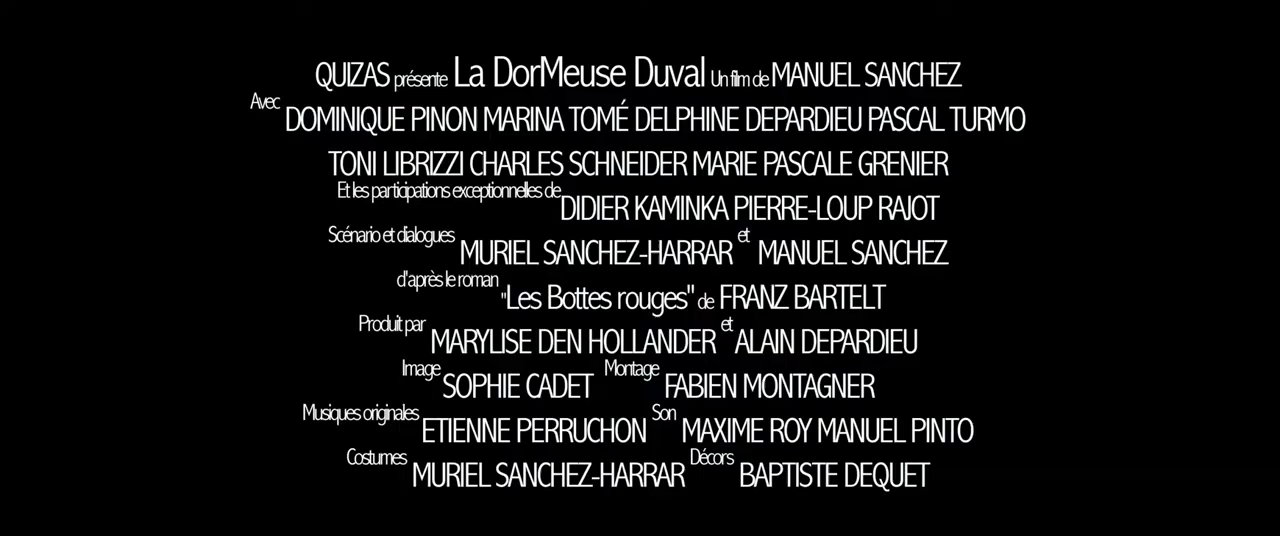 QUIZAS présente La DorMeuse Duval Un film de MANUEL SANCHEZ
Avec DOMINIQUE PINON MARINA TOMÉ DELPHINE DEPARDIEU PASCAL TURMO
TONI LIBRIZZI CHARLES SCHNEIDER MARIE PASCALE GRENIER
Et les participations exceptionnelles de DIDIER KAMINKA PIERRE-LOUP RAJOT
Scénario et dialogues MURIEL SANCHEZ-HARRAR et MANUEL SANCHEZ
d'après le roman "Les Bottes rouges" de FRANZ BARTELT
Produit par MARYLISE DEN HOLLANDER et ALAIN DEPARDIEU
Image SOPHIE CADET Montage FABIEN MONTAGNER
Musiques originales ETIENNE PERRUCHON Son MAXIME ROY MANUEL PINTO
Costumes MURIEL SANCHEZ-HARRAR Décors BAPTISTE DEQUET